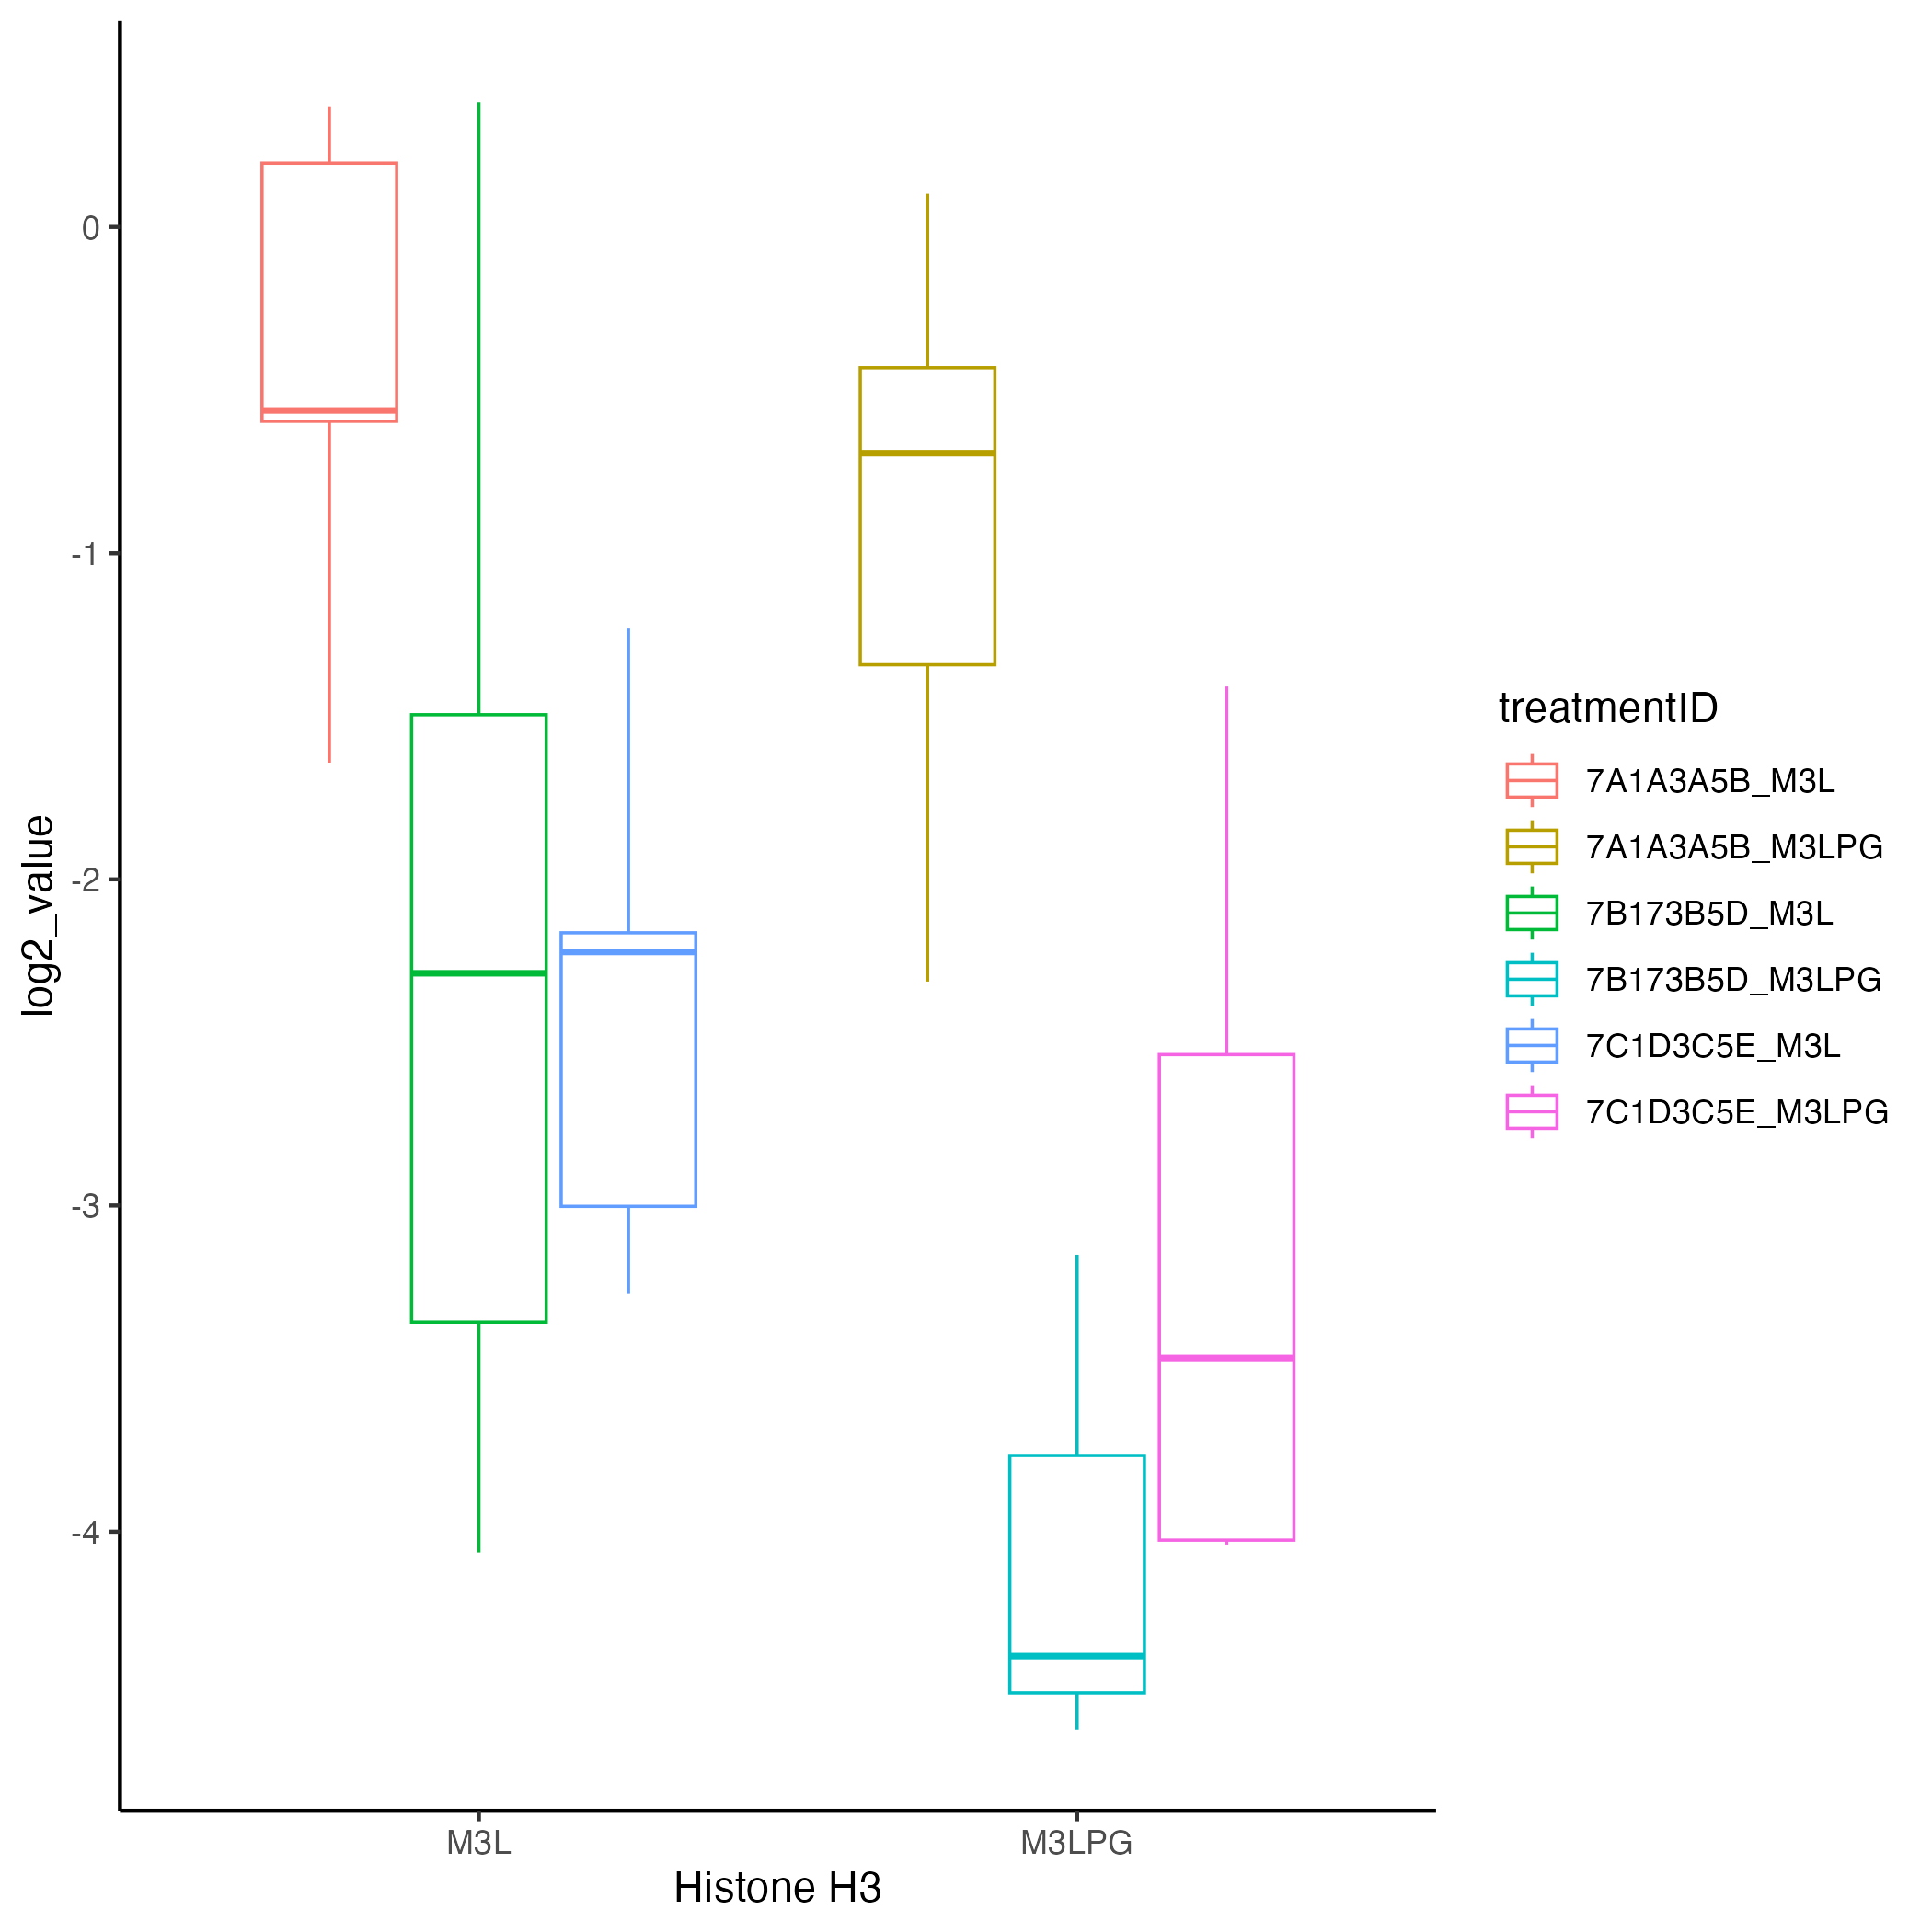 log2_value
0
-1
-2
-3
-4
M3L
M3LPG
Histone H3
treatmentID
7A1A3A5B_M3L
7A1A3A5B_M3LPG
7B173B5D_M3L
7B173B5D_M3LPG
7C1D3C5E_M3L
7C1D3C5E_M3LPG